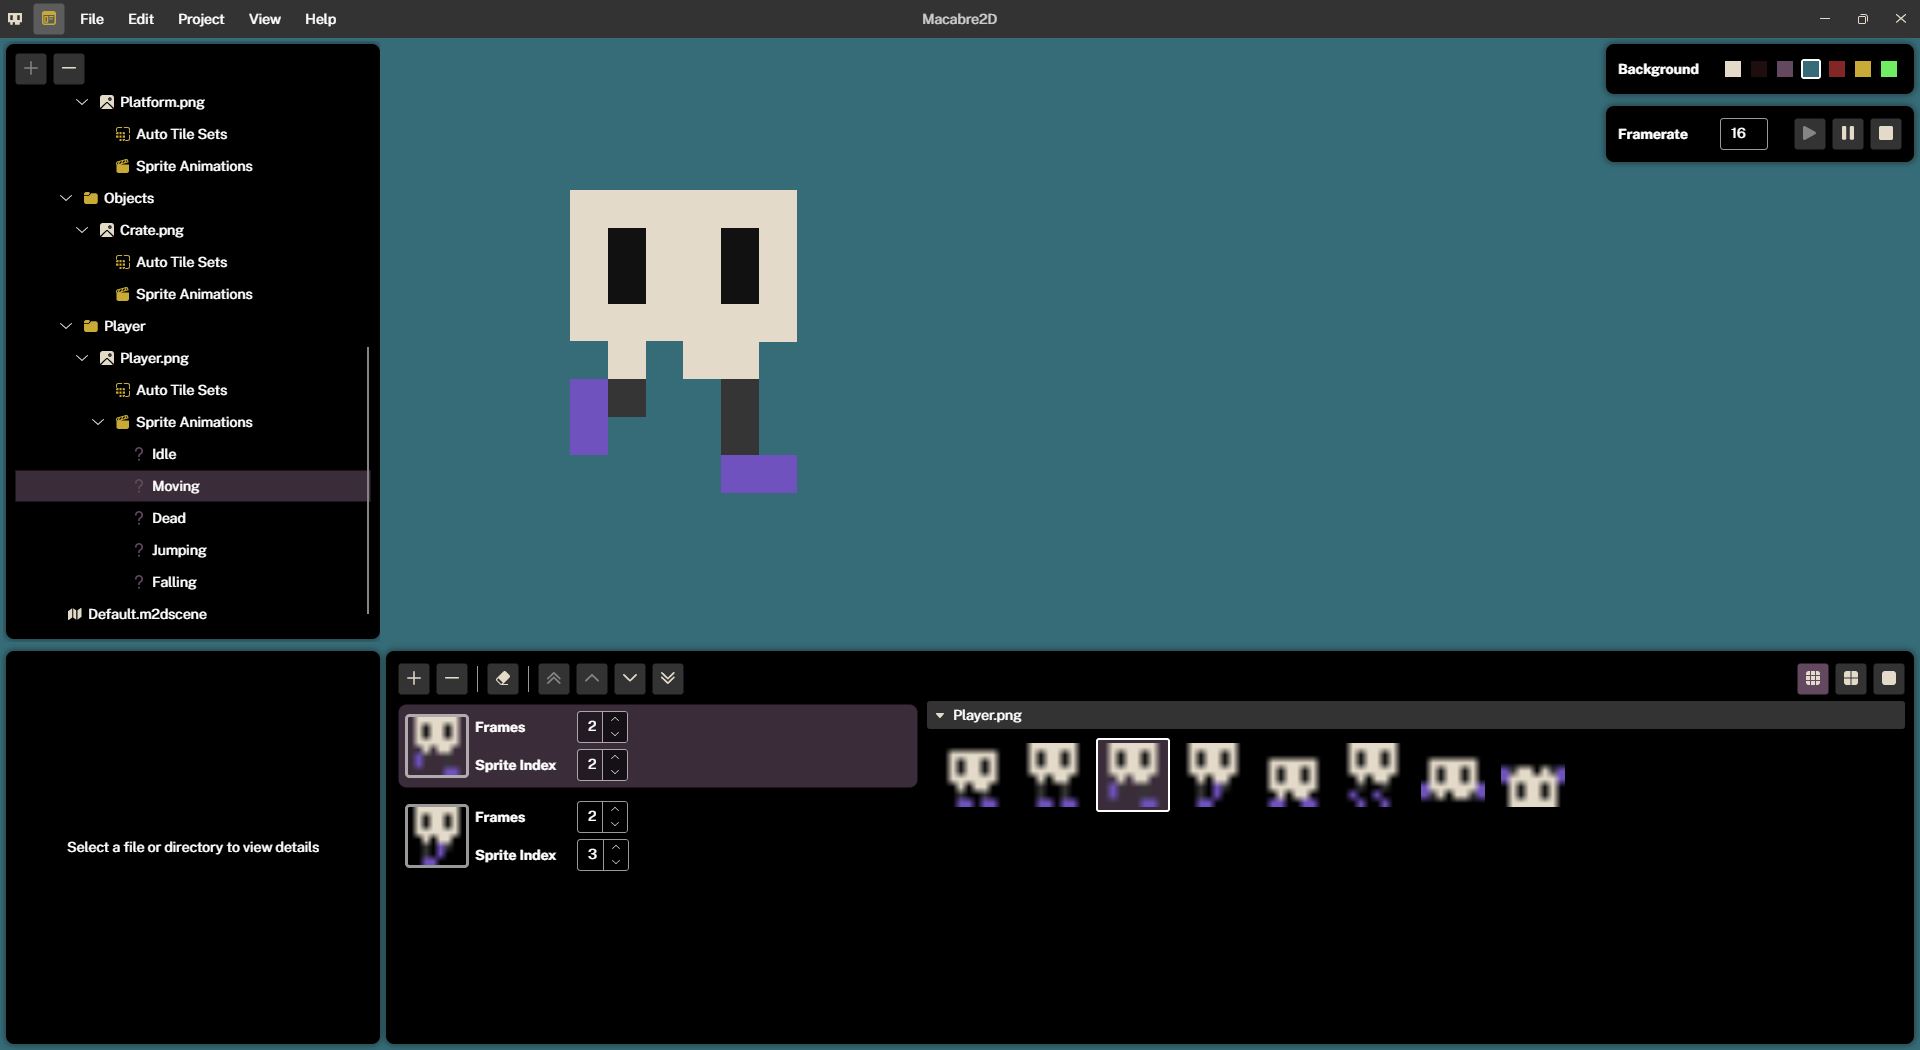 File Edit Project View Help
Macabre2D
Platform.png
Auto Tile Sets
Sprite Animations
Objects
Crate.png
Auto Tile Sets
Sprite Animations
Player
Player.png
Auto Tile Sets
Sprite Animations
? Idle
? Moving
? Dead
? Jumping
? Falling
Default.m2dscene
Background
Framerate 16
Select a file or directory to view details
Frames 2
Sprite Index 2
Frames 2
Sprite Index 3
Player.png